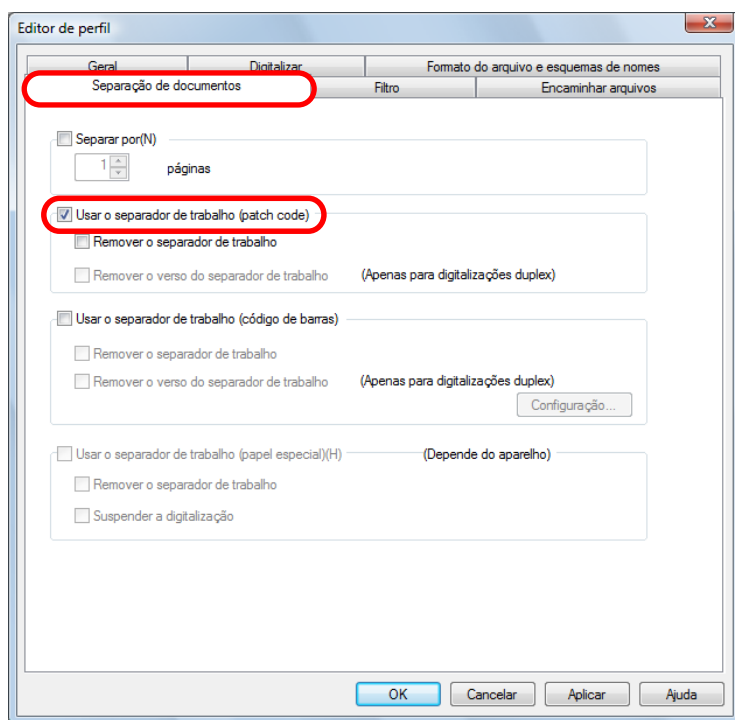 Editor de perfil
Geral Digitalizar Formato do arquivo e esquemas de nomes
Separação de documentos Filtro Encaminhar arquivos
Separar por(N)
1 páginas
Usar o separador de trabalho (patch code)
Remover o separador de trabalho
Remover o verso do separador de trabalho (Apenas para digitalizações duplex)
Usar o separador de trabalho (código de barras)
Remover o separador de trabalho
Remover o verso do separador de trabalho (Apenas para digitalizações duplex)
Configuração...
Usar o separador de trabalho (papel especial)(H) (Depende do aparelho)
Remover o separador de trabalho
Suspender a digitalização
OK Cancelar Aplicar Ajuda